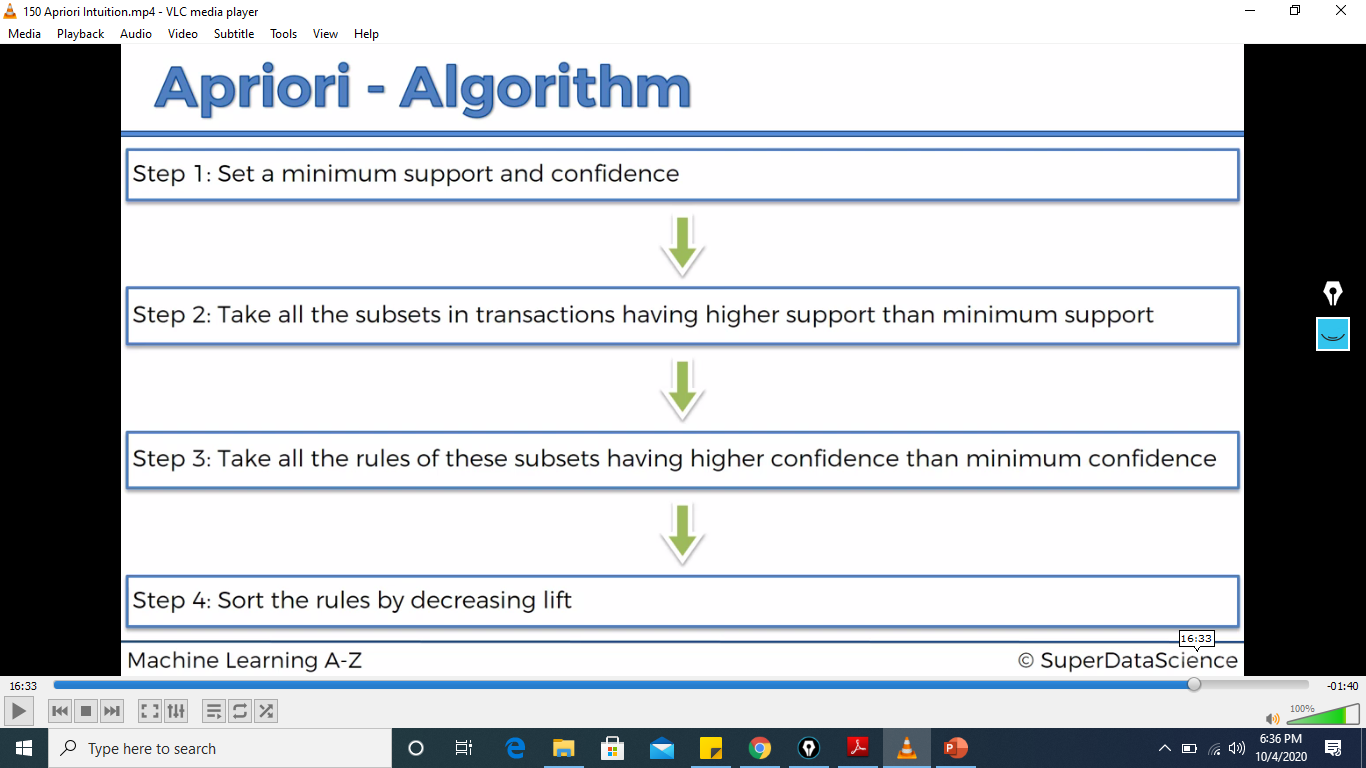 150 Apriori Intuition.mp4 - VLC media player
Media Playback Audio Video Subtitle Tools View Help
Apriori - Algorithm
Step 1: Set a minimum support and confidence
Step 2: Take all the subsets in transactions having higher support than minimum support
Step 3: Take all the rules of these subsets having higher confidence than minimum confidence
Step 4: Sort the rules by decreasing lift
16:33
Machine Learning A-Z © SuperDataScience
16:33 -01:40
100%
Type here to search
6:36 PM
10/4/2020